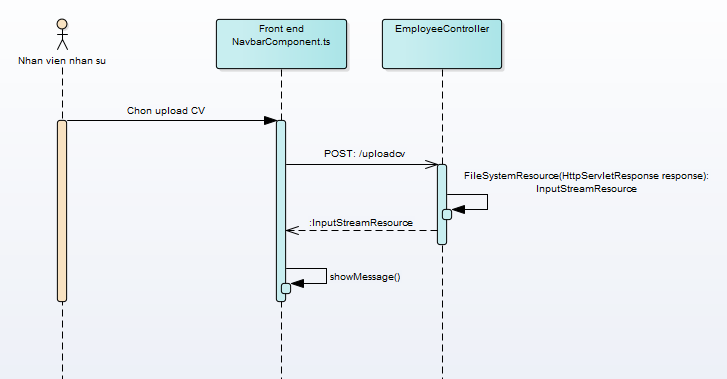 Front end
NavbarComponent.ts
EmployeeController
Nhan vien nhan su
Chon upload CV
POST: /uploadcv
FileSystemResource(HttpServletResponse response):
InputStreamResource
:InputStreamResource
showMessage()